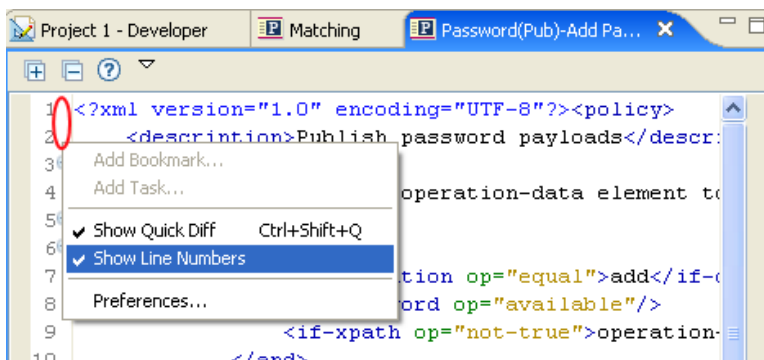 Project 1 - Developer
Matching
Password(Pub)-Add Pa...
1 <?xml version="1.0" encoding="UTF-8"?><policy>
2 <description>Publish password payloads</descr
3
Add Bookmark...
4 Add Task... operation-data element to
5
Show Quick Diff Ctrl+Shift+Q
6
Show Line Numbers
7 tion op="equal">add</if-
8 Preferences... ord op="available"/>
9 <if-xpath op="not-true">operation-
10 </and>